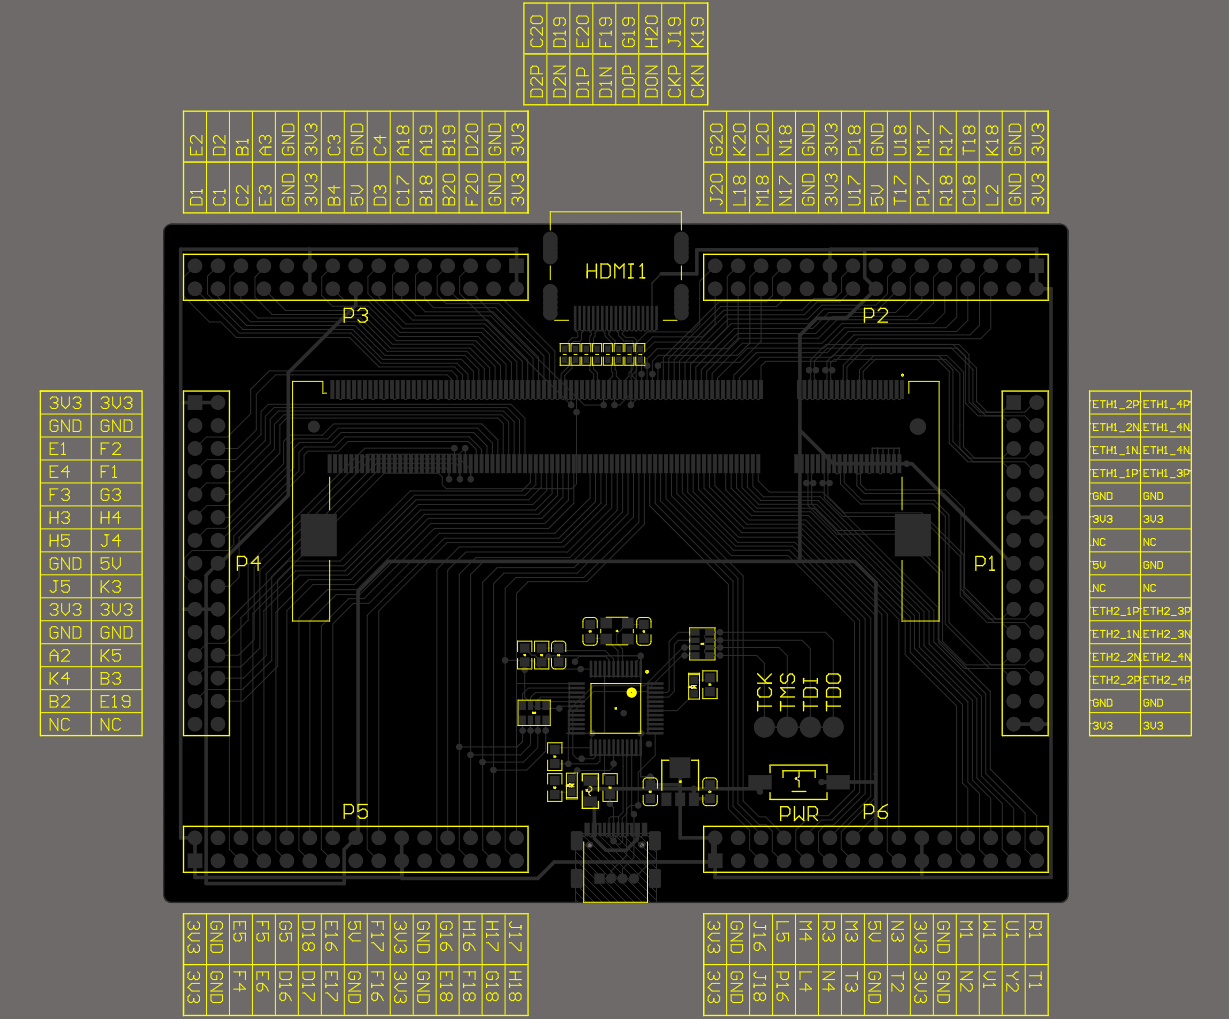 C20 D19 E20 F19 G19 H20 J19 K19
D2P D2N D1P D1N D0P D0N CKP CKN
E2 D2 B1 A3 GND 3V3 C3 GND C4 A18 A19 B19 D20 GND 3V3
D1 C1 C2 E3 GND 3V3 B4 5V D3 C17 B18 B20 F20 GND 3V3
G20 K20 L20 N18 GND 3V3 P18 GND U18 M17 R17 T18 K18 GND 3V3
J20 L18 M18 N17 GND 3V3 U17 5V T17 P17 R18 C18 L2 GND 3V3
HDMI1
P3
P2
3V3 3V3
GND GND
E1 F2
E4 F1
F3 G3
H3 H4
H5 J4
GND 5V
J5 K3
3V3 3V3
GND GND
A2 K5
K4 B3
B2 E19
NC NC
P4
P1
ETH1_2P ETH1_4P
ETH1_2N ETH1_4N
ETH1_1N ETH1_4N
ETH1_1P ETH1_3P
GND GND
3V3 3V3
NC NC
5V GND
NC NC
ETH2_1P ETH2_3P
ETH2_1N ETH2_3N
ETH2_2N ETH2_4N
ETH2_2P ETH2_4P
GND GND
3V3 3V3
TCK TMS TDI TDO
PWR
P5
P6
3V3 GND E5 F5 G5 D18 E16 5V F17 3V3 GND G16 H16 H17 J17
3V3 GND F4 E6 D16 D17 E17 GND F16 3V3 GND E18 F18 G18 H18
3V3 GND J16 L5 M4 R3 M3 5V N3 3V3 GND M1 W1 U1 R1
3V3 GND J18 P16 L4 N4 T3 GND T2 3V3 GND N2 V1 Y2 T1